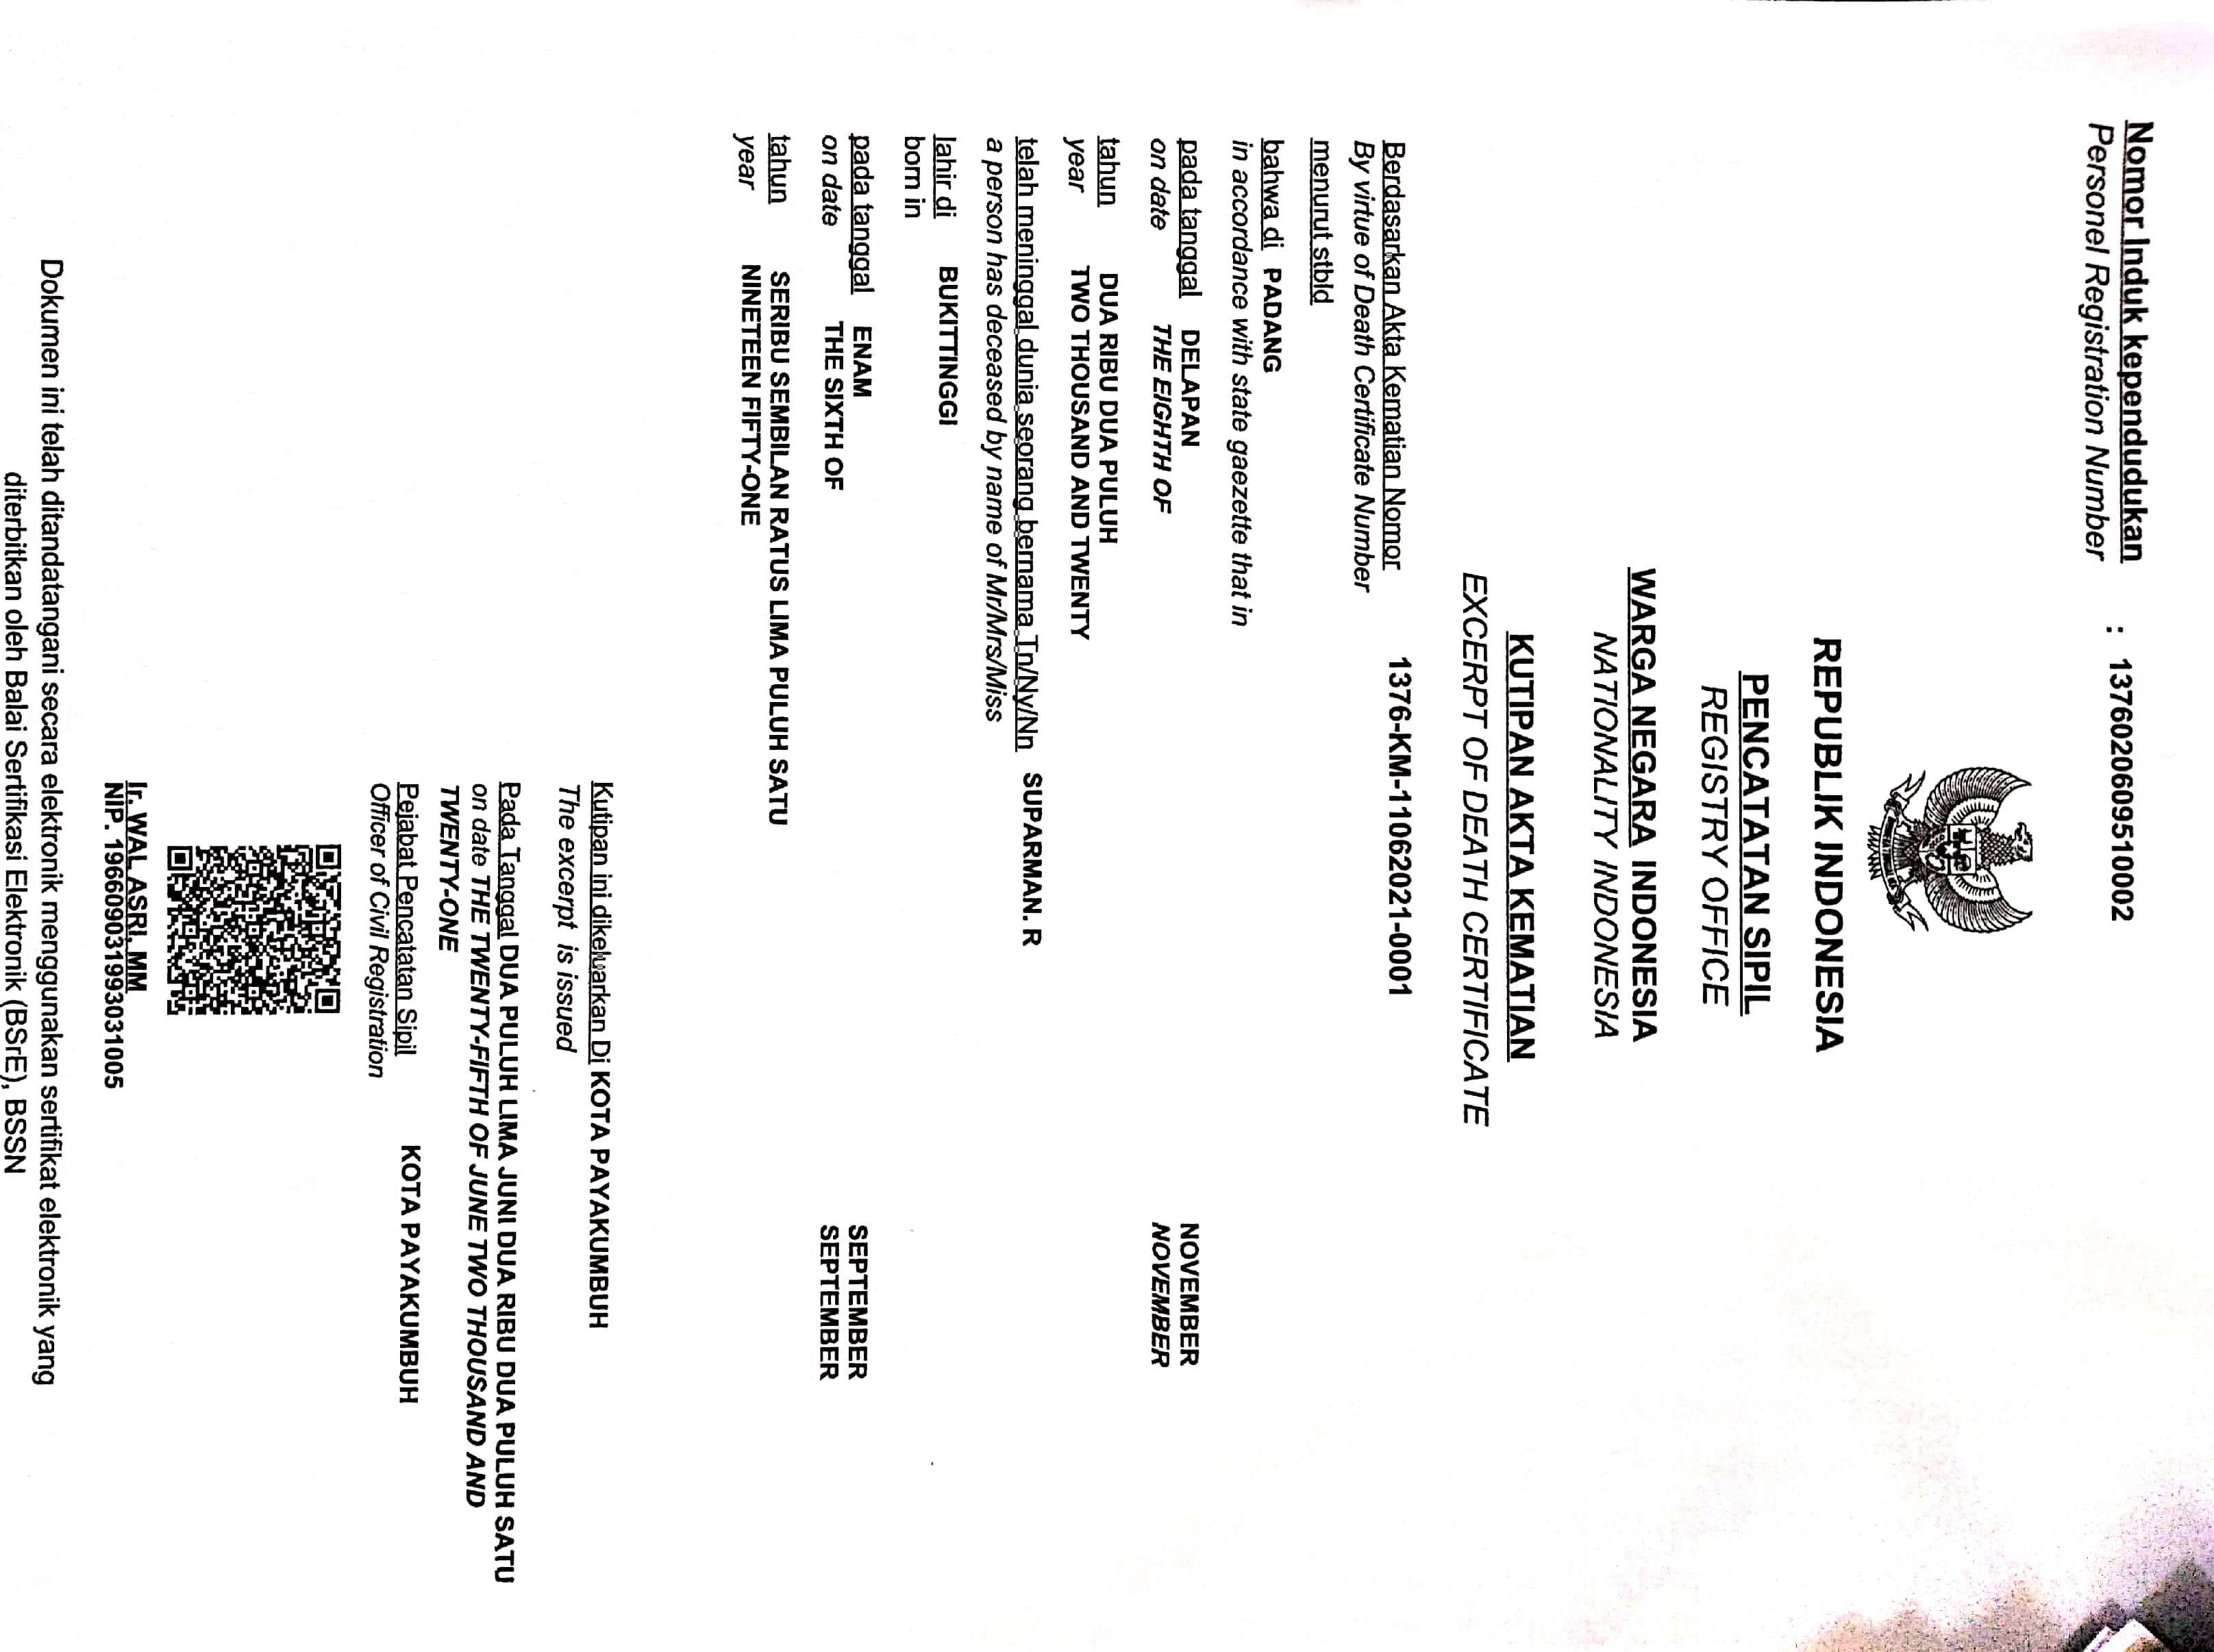 Nomor Induk kependudukan : 1376020609510002
Personel Registration Number
REPUBLIK INDONESIA
PENCATATAN SIPIL
REGISTRY OFFICE
WARGA NEGARA INDONESIA
NATIONALITY INDONESIA
KUTIPAN AKTA KEMATIAN
EXCERPT OF DEATH CERTIFICATE
Berdasarkan Akta Kematian Nomor 1376-KM-11062021-0001
By virtue of Death Certificate Number
menurut stbld
bahwa di PADANG
in accordance with state gaezette that in
pada tanggal DELAPAN NOVEMBER
on date THE EIGHTH OF NOVEMBER
tahun DUA RIBU DUA PULUH
year TWO THOUSAND AND TWENTY
telah meninggal dunia seorang bernama Tn/Ny/Nn SUPARMAN. R
a person has deceased by name of Mr/Mrs/Miss
lahir di BUKITTINGGI
born in
pada tanggal ENAM SEPTEMBER
on date THE SIXTH OF SEPTEMBER
tahun SERIBU SEMBILAN RATUS LIMA PULUH SATU
year NINETEEN FIFTY-ONE
Kutipan ini dikeluarkan Di KOTA PAYAKUMBUH
The excerpt is issued
Pada Tanggal DUA PULUH LIMA JUNI DUA RIBU DUA PULUH SATU
on date THE TWENTY-FIFTH OF JUNE TWO THOUSAND AND
TWENTY-ONE
Pejabat Pencatatan Sipil KOTA PAYAKUMBUH
Officer of Civil Registration
Ir. WAL ASRI, MM
NIP. 196609031993031005
Dokumen ini telah ditandatangani secara elektronik menggunakan sertifikat elektronik yang
diterbitkan oleh Balai Sertifikasi Elektronik (BSrE), BSSN